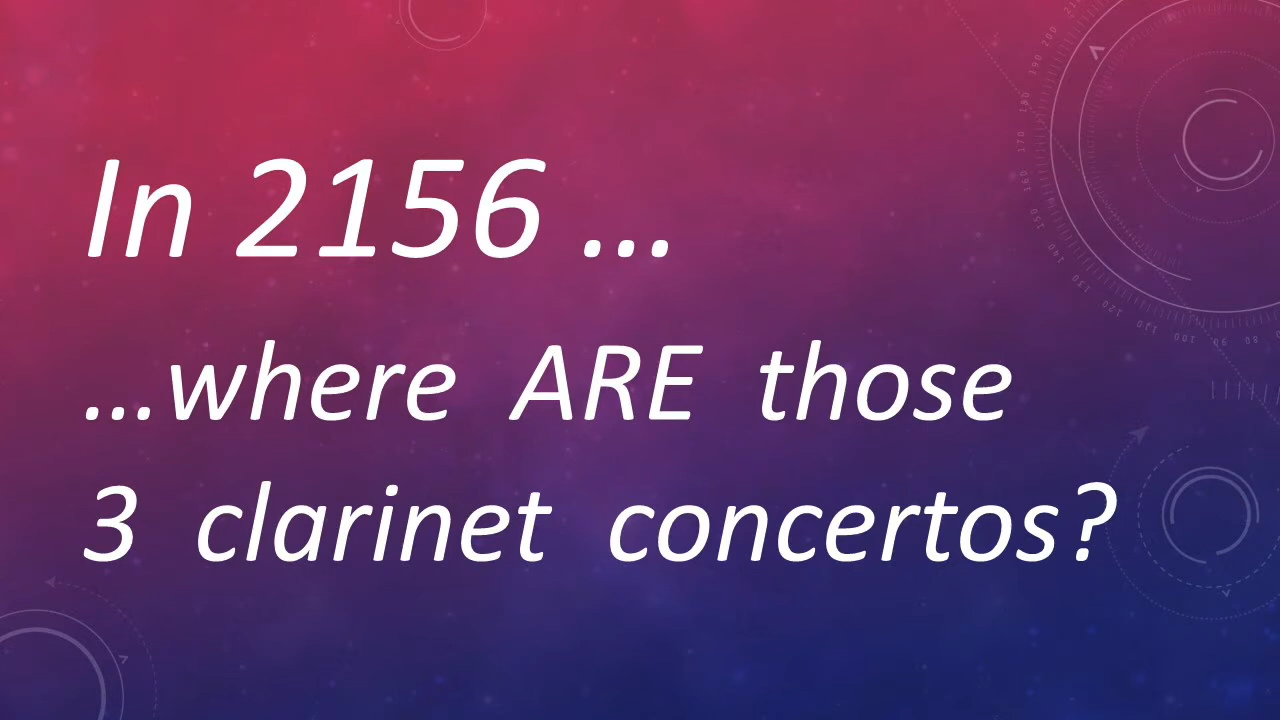 In 2156 …
…where ARE those
3 clarinet concertos?